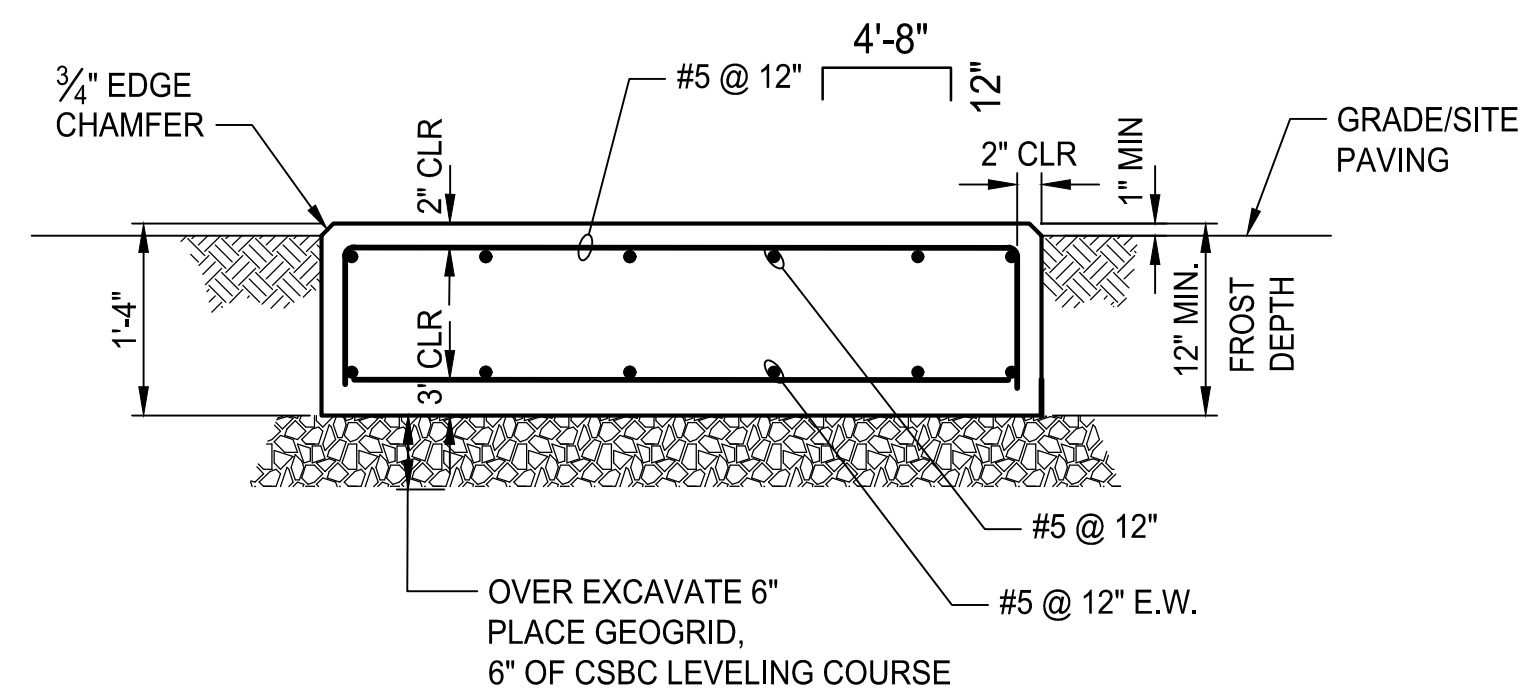 4'-8"
12"
#5 @ 12"
¾" EDGE
CHAMFER
2" CLR
2" CLR
1" MIN
GRADE/SITE
PAVING
1'-4"
3" CLR
12" MIN.
FROST
DEPTH
#5 @ 12"
#5 @ 12" E.W.
OVER EXCAVATE 6"
PLACE GEOGRID,
6" OF CSBC LEVELING COURSE